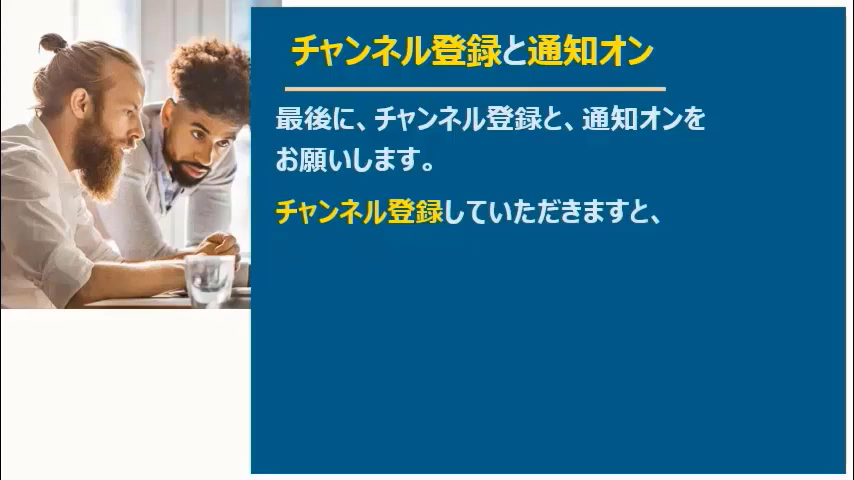 チャンネル登録と通知オン
最後に、チャンネル登録と、通知オンを
お願いします。
チャンネル登録していただきますと、